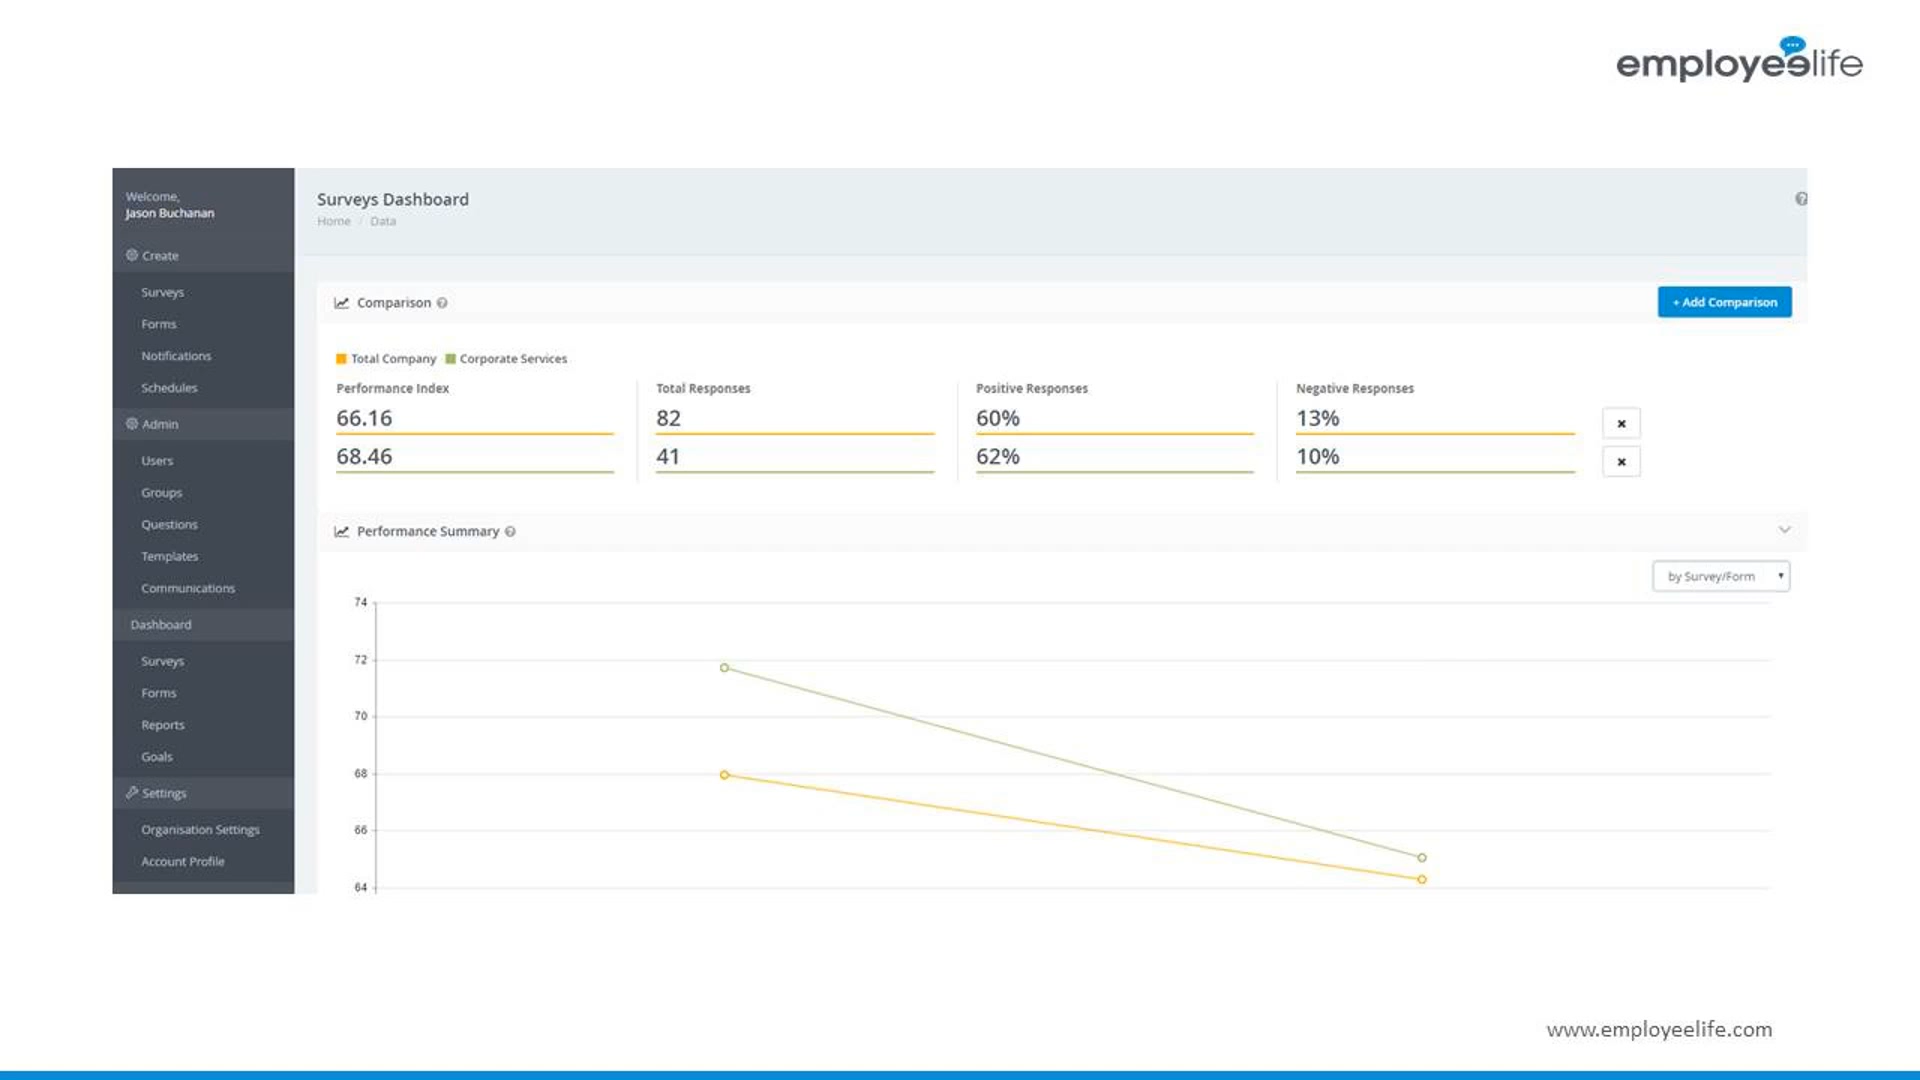 employeelife
Welcome,
Jason Buchanan
Create
Surveys
Forms
Notifications
Schedules
Admin
Users
Groups
Questions
Templates
Communications
Dashboard
Surveys
Forms
Reports
Goals
Settings
Organisation Settings
Account Profile
Surveys Dashboard
Home / Data
Comparison
+ Add Comparison
Total Company Corporate Services
Performance Index Total Responses Positive Responses Negative Responses
66.16 82 60% 13%
68.46 41 62% 10%
Performance Summary
by Survey/Form
74
72
70
68
66
64
www.employeelife.com